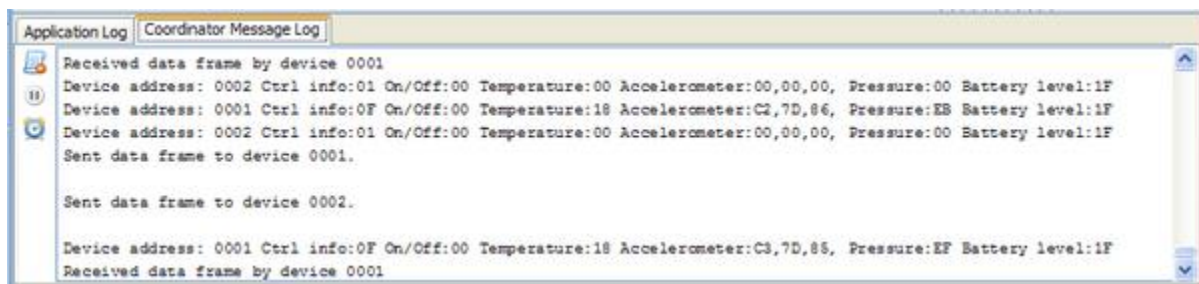 Application Log Coordinator Message Log
Received data frame by device 0001
Device address: 0002 Ctrl info:01 On/Off:00 Temperature:00 Accelerometer:00,00,00, Pressure:00 Battery level:1F
Device address: 0001 Ctrl info:0F On/Off:00 Temperature:18 Accelerometer:C2,7D,86, Pressure:EB Battery level:1F
Device address: 0002 Ctrl info:01 On/Off:00 Temperature:00 Accelerometer:00,00,00, Pressure:00 Battery level:1F
Sent data frame to device 0001.
Sent data frame to device 0002.
Device address: 0001 Ctrl info:0F On/Off:00 Temperature:18 Accelerometer:C3,7D,85, Pressure:EF Battery level:1F
Received data frame by device 0001